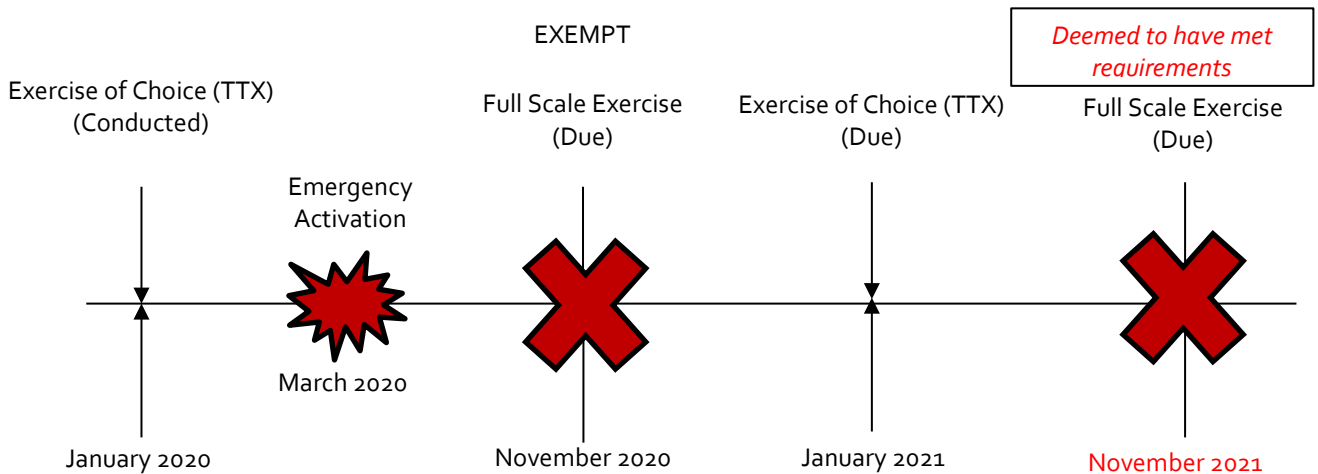 EXEMPT
Deemed to have met
requirements
Exercise of Choice (TTX)
(Conducted)
Full Scale Exercise
(Due)
Exercise of Choice (TTX)
(Due)
Full Scale Exercise
(Due)
Emergency
Activation
March 2020
January 2020
November 2020
January 2021
November 2021